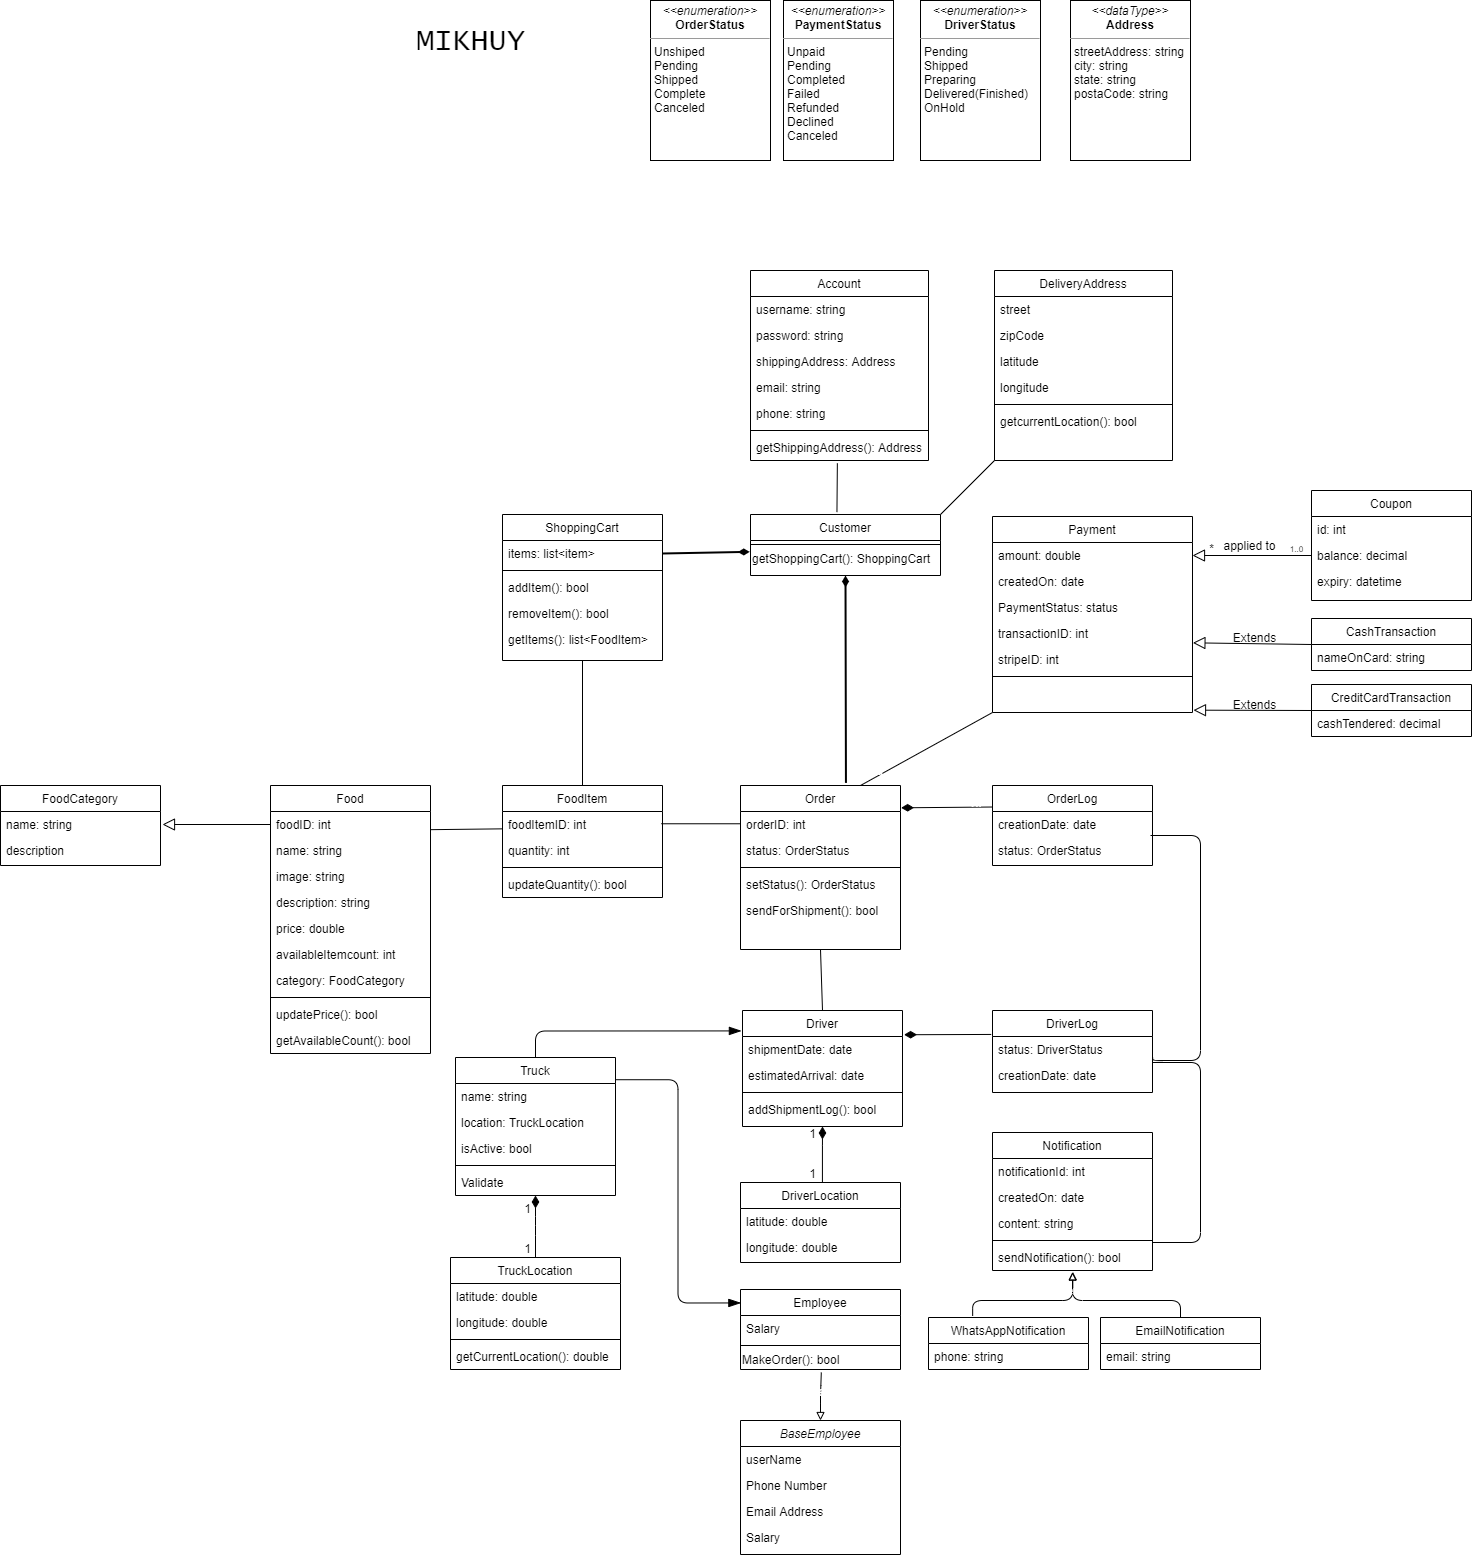 MIKHUY
<<enumeration>>
OrderStatus
Unshiped
Pending
Shipped
Complete
Canceled
<<enumeration>>
PaymentStatus
Unpaid
Pending
Completed
Failed
Refunded
Declined
Canceled
<<enumeration>>
DriverStatus
Pending
Shipped
Preparing
Delivered(Finished)
OnHold
<<dataType>>
Address
streetAddress: string
city: string
state: string
postaCode: string
Account
username: string
password: string
shippingAddress: Address
email: string
phone: string
getShippingAddress(): Address
DeliveryAddress
street
zipCode
latitude
longitude
getcurrentLocation(): bool
ShoppingCart
items: list<item>
addItem(): bool
removeItem(): bool
getItems(): list<FoodItem>
Customer
getShoppingCart(): ShoppingCart
Payment
amount: double
createdOn: date
PaymentStatus: status
transactionID: int
stripeID: int
* applied to 1..0
Coupon
id: int
balance: decimal
expiry: datetime
Extends
CashTransaction
nameOnCard: string
Extends
CreditCardTransaction
cashTendered: decimal
FoodCategory
name: string
description
Food
foodID: int
name: string
image: string
description: string
price: double
availableItemcount: int
category: FoodCategory
updatePrice(): bool
getAvailableCount(): bool
FoodItem
foodItemID: int
quantity: int
updateQuantity(): bool
Order
orderID: int
status: OrderStatus
setStatus(): OrderStatus
sendForShipment(): bool
OrderLog
creationDate: date
status: OrderStatus
Truck
name: string
location: TruckLocation
isActive: bool
Validate
1
1
TruckLocation
latitude: double
longitude: double
getCurrentLocation(): double
Driver
shipmentDate: date
estimatedArrival: date
addShipmentLog(): bool
1
1
DriverLocation
latitude: double
longitude: double
DriverLog
status: DriverStatus
creationDate: date
Notification
notificationId: int
createdOn: date
content: string
sendNotification(): bool
WhatsAppNotification
phone: string
EmailNotification
email: string
Employee
Salary
MakeOrder(): bool
BaseEmployee
userName
Phone Number
Email Address
Salary